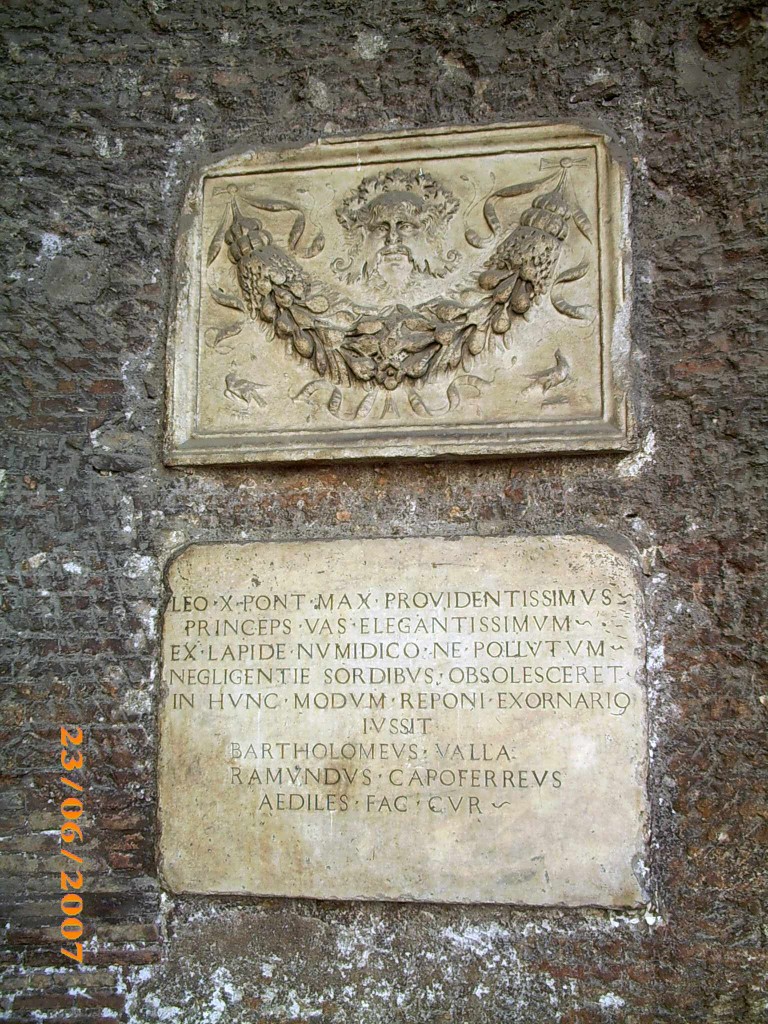 LEO·X·PONT·MAX·PROVIDENTISSIMVS~
PRINCEPS·VAS·ELEGANTISSIMVM~
EX·LAPIDE·NVMIDICO·NE·POLLVTVM~
NEGLIGENTIE SORDIBVS·OBSOLESCERET·
IN HVNC·MODVM·REPONI·EXORNARIQ
IVSSIT
BARTHOLOMEVS·VALLA·
RAMVNDVS·CAPOFERREVS
AEDILES·FAC·CVR~
23/06/2007